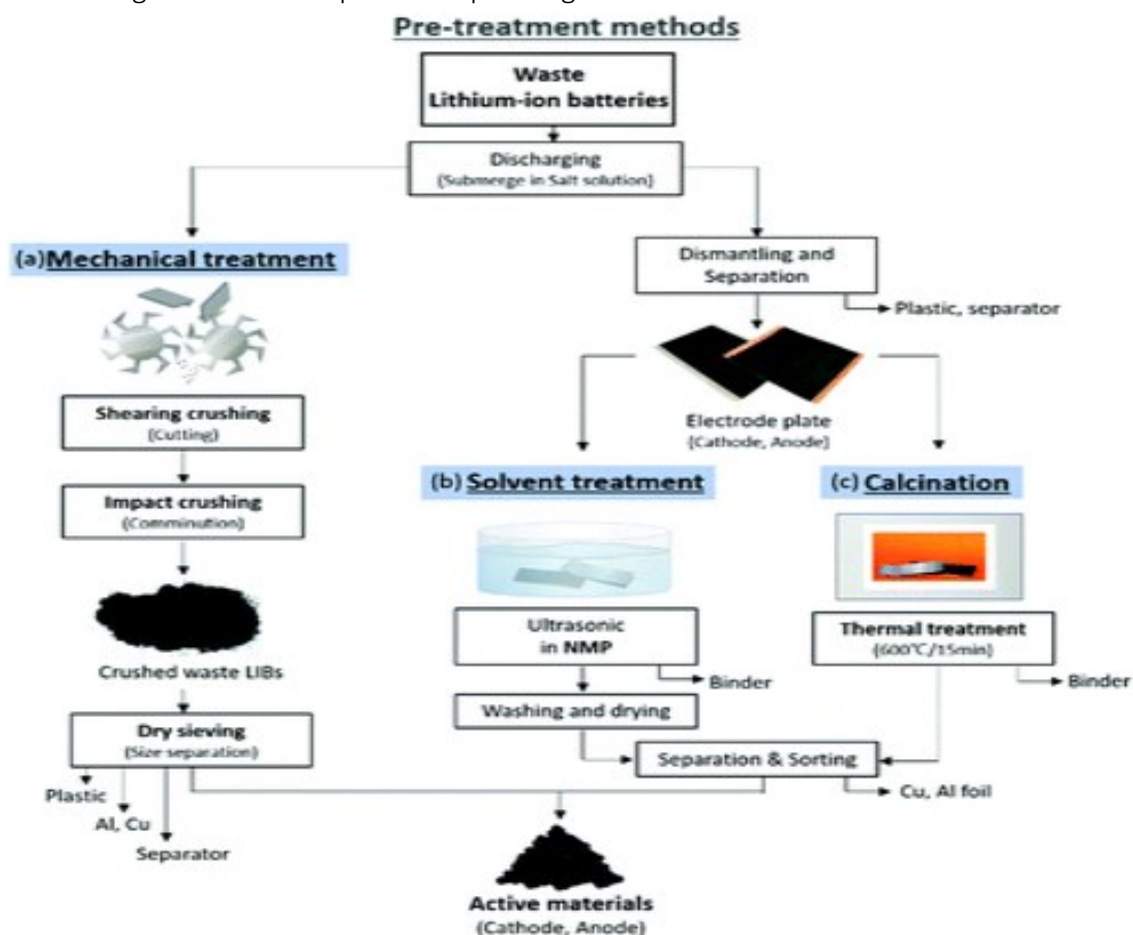 Pre-treatment methods
Waste
Lithium-ion batteries
Discharging
(Submerge in Salt solution)
(a) Mechanical treatment
Shearing crushing
(Cutting)
Impact crushing
(Comminution)
Crushed waste LIBs
Dry sieving
(Size separation)
Plastic
Al, Cu
Separator
Dismantling and
Separation
Plastic, separator
Electrode plate
(Cathode, Anode)
(b) Solvent treatment
Ultrasonic
in NMP
Binder
Washing and drying
(c) Calcination
Thermal treatment
(600℃/15min)
Binder
Separation & Sorting
Cu, Al foil
Active materials
(Cathode, Anode)